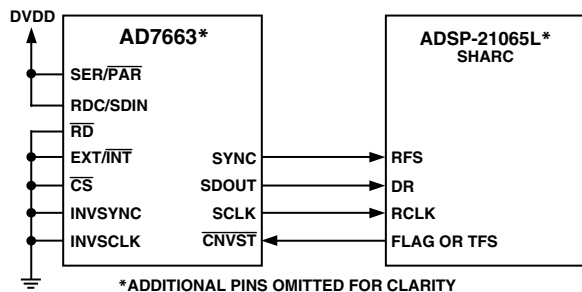 DVDD
AD7663*
SER/PAR
RDC/SDIN
RD
EXT/INT
CS
INVSYNC
INVSCLK
SYNC
SDOUT
SCLK
CNVST
ADSP-21065L*
SHARC
RFS
DR
RCLK
FLAG OR TFS
*ADDITIONAL PINS OMITTED FOR CLARITY